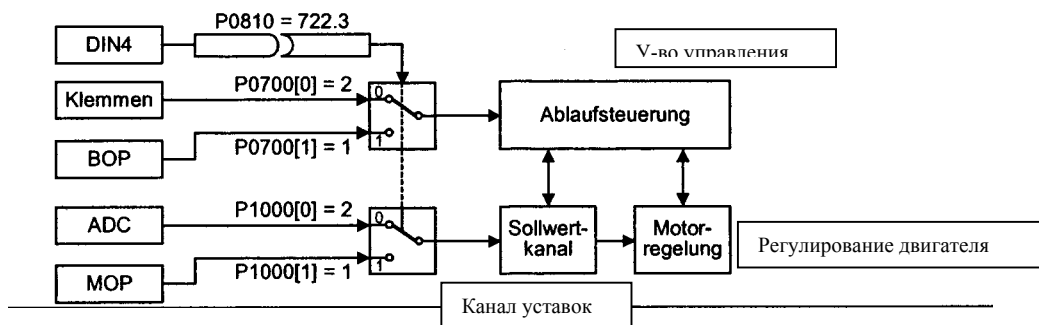 P0810 = 722.3
DIN4
У-во управления
Klemmen
P0700[0] = 2
0
Ablaufsteuerung
1
BOP
P0700[1] = 1
ADC
P1000[0] = 2
0
Sollwert-
kanal
Motor-
regelung
Регулирование двигателя
1
MOP
P1000[1] = 1
Канал уставок